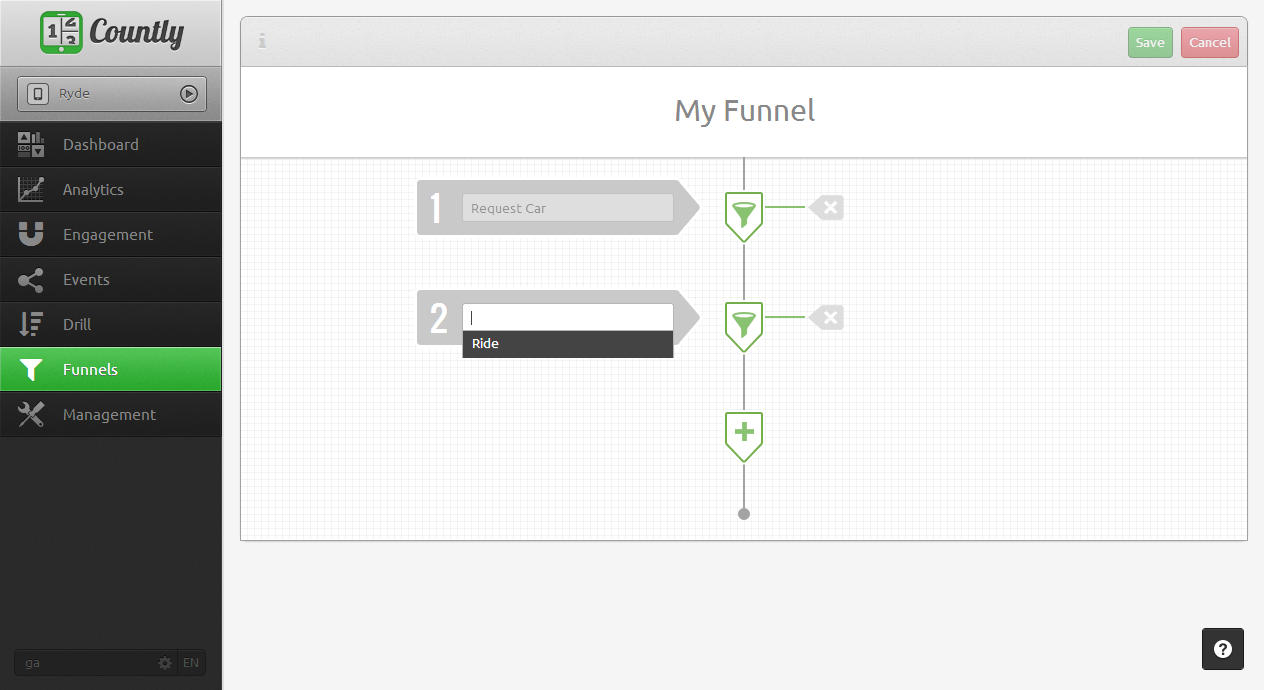 Countly
Ryde
Dashboard
Analytics
Engagement
Events
Drill
Funnels
Management
ga
EN
Save
Cancel
My Funnel
1
Request Car
2
Ride